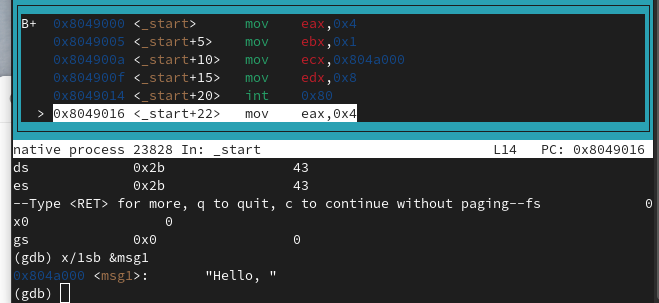 B+ 0x8049000 <_start> mov eax,0x4
0x8049005 <_start+5> mov ebx,0x1
0x804900a <_start+10> mov ecx,0x804a000
0x804900f <_start+15> mov edx,0x8
0x8049014 <_start+20> int 0x80
> 0x8049016 <_start+22> mov eax,0x4
native process 23828 In: _start L14 PC: 0x8049016
ds 0x2b 43
es 0x2b 43
--Type <RET> for more, q to quit, c to continue without paging--fs 0
x0 0
gs 0x0 0
(gdb) x/1sb &msg1
0x804a000 <msg1>: "Hello, "
(gdb)